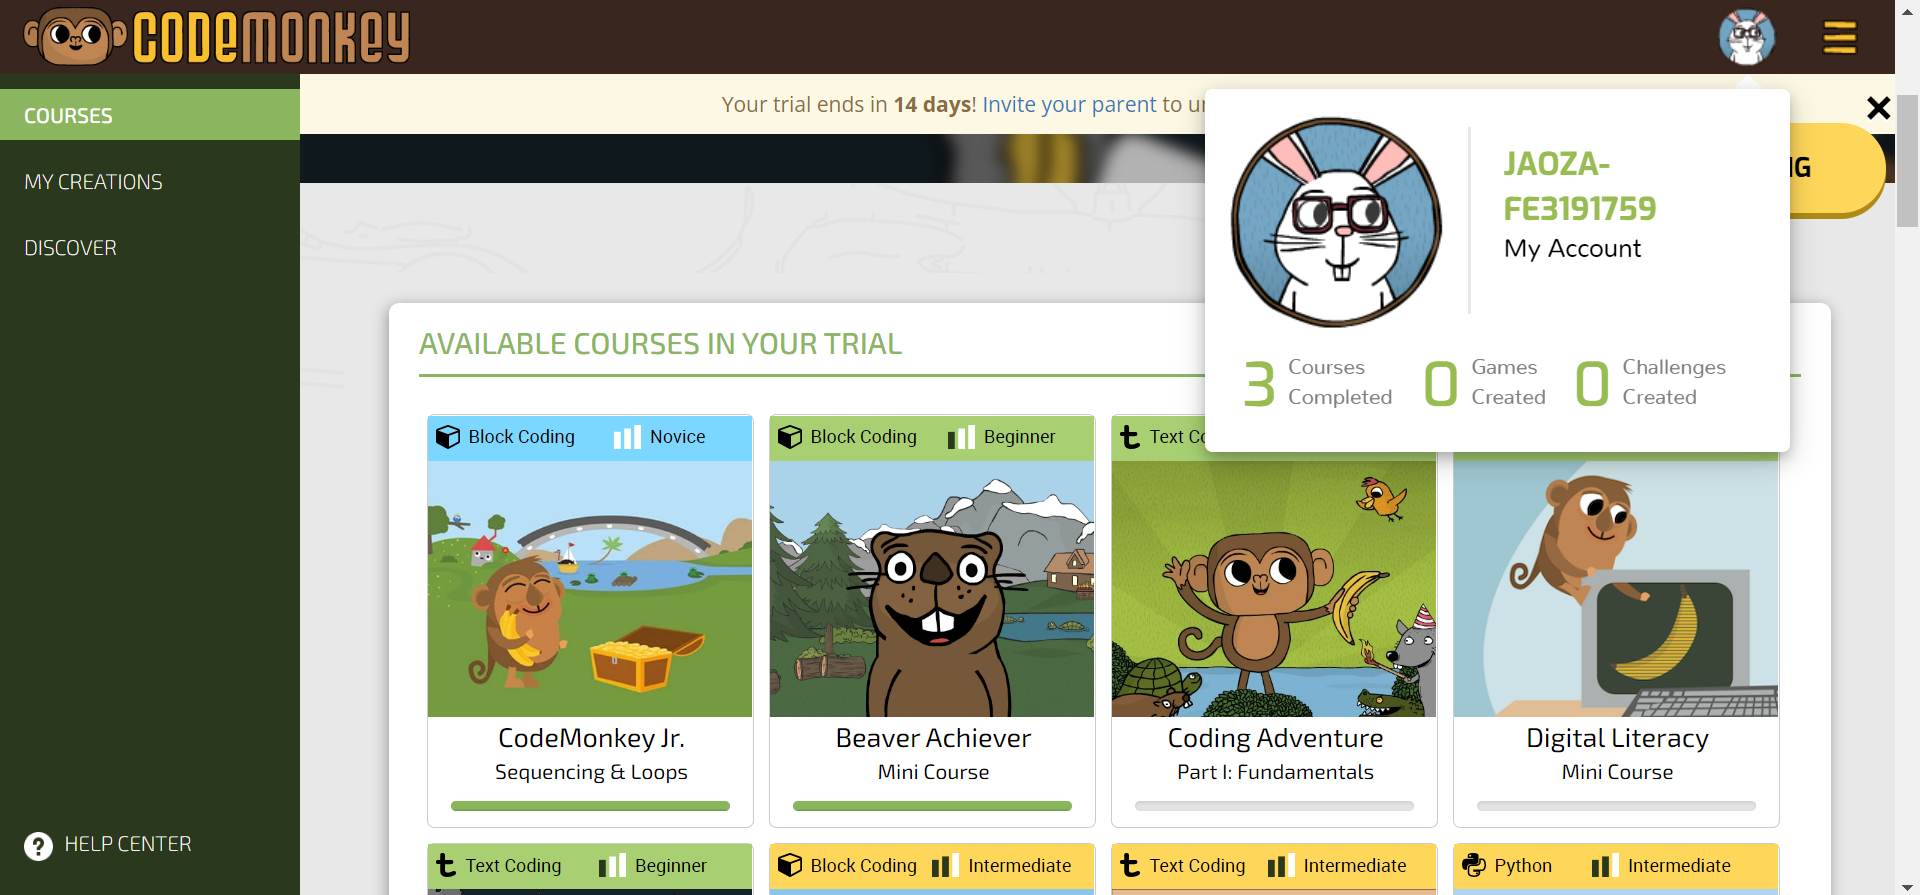 CODEMONKEY
COURSES
MY CREATIONS
DISCOVER
HELP CENTER
Your trial ends in 14 days! Invite your parent to
JAOZA-
FE3191759
My Account
3 Courses Completed
0 Games Created
0 Challenges Created
AVAILABLE COURSES IN YOUR TRIAL
Block Coding Novice
CodeMonkey Jr.
Sequencing & Loops
Block Coding Beginner
Beaver Achiever
Mini Course
Text
Coding Adventure
Part I: Fundamentals
Digital Literacy
Mini Course
Text Coding Beginner
Block Coding Intermediate
Text Coding Intermediate
Python Intermediate